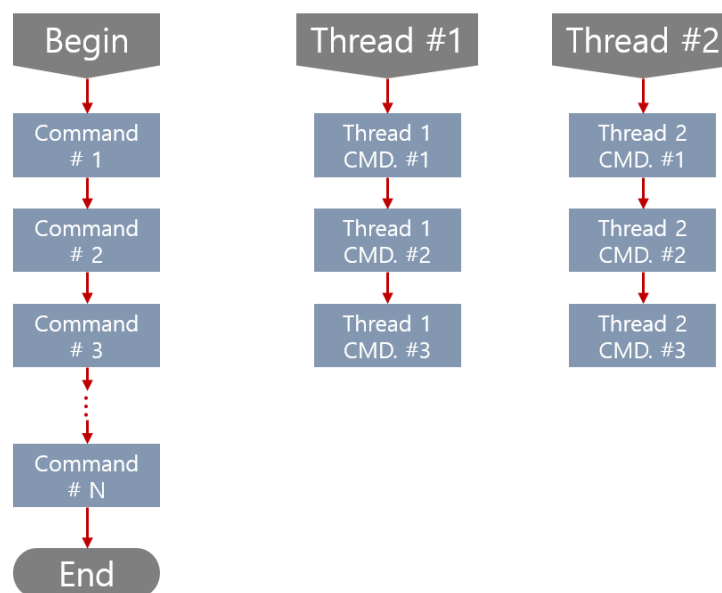 Begin
Command
# 1
Command
# 2
Command
# 3
Command
# N
End
Thread #1
Thread 1
CMD. #1
Thread 1
CMD. #2
Thread 1
CMD. #3
Thread #2
Thread 2
CMD. #1
Thread 2
CMD. #2
Thread 2
CMD. #3